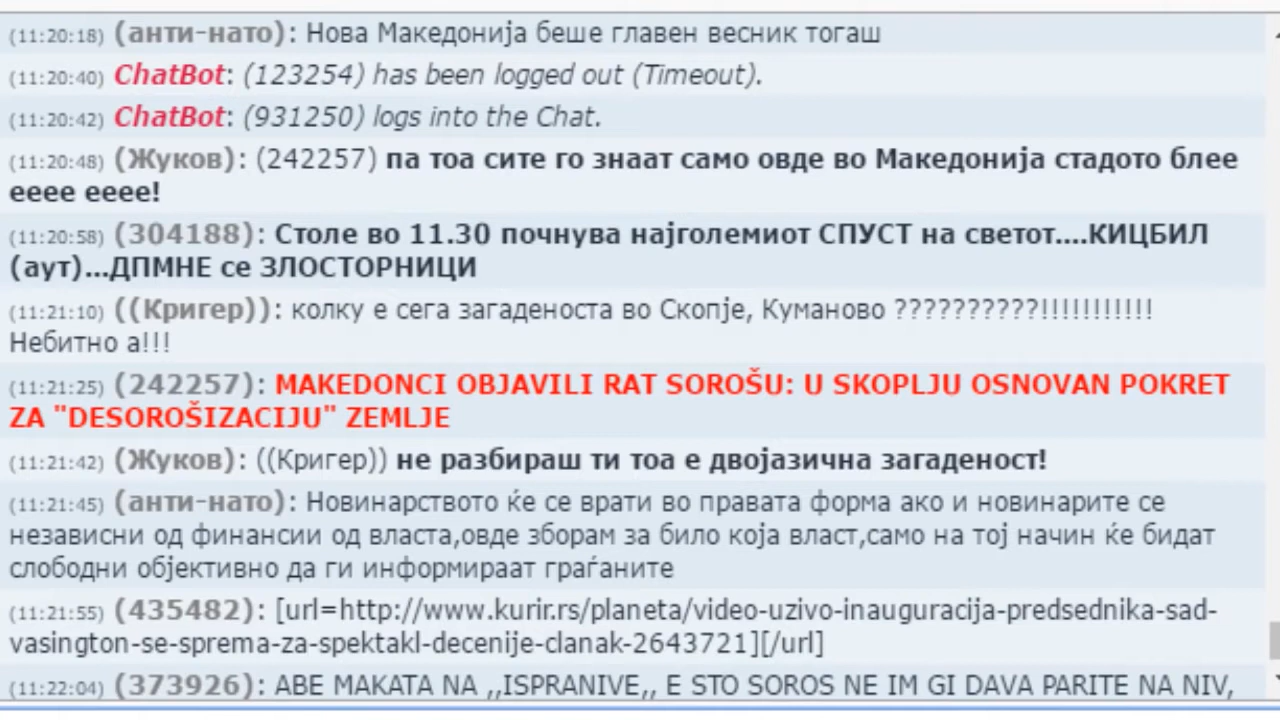 (11:20:18) (анти-нато): Нова Македонија беше главен весник тогаш
(11:20:40) ChatBot: (123254) has been logged out (Timeout).
(11:20:42) ChatBot: (931250) logs into the Chat.
(11:20:48) (Жуков): (242257) па тоа сите го знаат само овде во Македонија стадото блее
ееее ееее!
(11:20:58) (304188): Столе во 11.30 почнува најголемиот СПУСТ на светот....КИЦБИЛ
(аут)...ДПМНЕ се ЗЛОСТОРНИЦИ
(11:21:10) ((Кригер)): колку е сега загаденоста во Скопје, Куманово ??????????!!!!!!!!!!!
Небитно а!!!
(11:21:25) (242257): MAKEDONCI OBJAVILI RAT SOROŠU: U SKOPLJU OSNOVAN POKRET
ZA "DESOROŠIZACIJU" ZEMLJE
(11:21:42) (Жуков): ((Кригер)) не разбираш ти тоа е двојазична загаденост!
(11:21:45) (анти-нато): Новинарството ќе се врати во правата форма ако и новинарите се
независни од финансии од власта,овде зборам за било која власт,само на тој начин ќе бидат
слободни објективно да ги информираат граѓаните
(11:21:55) (435482): [url=http://www.kurir.rs/planeta/video-uzivo-inauguracija-predsednika-sad-
vasington-se-sprema-za-spektakl-decenije-clanak-2643721][/url]
(11:22:04) (373926): ABE MAKATA NA ,,ISPRANIVE,, E STO SOROS NE IM GI DAVA PARITE NA NIV,